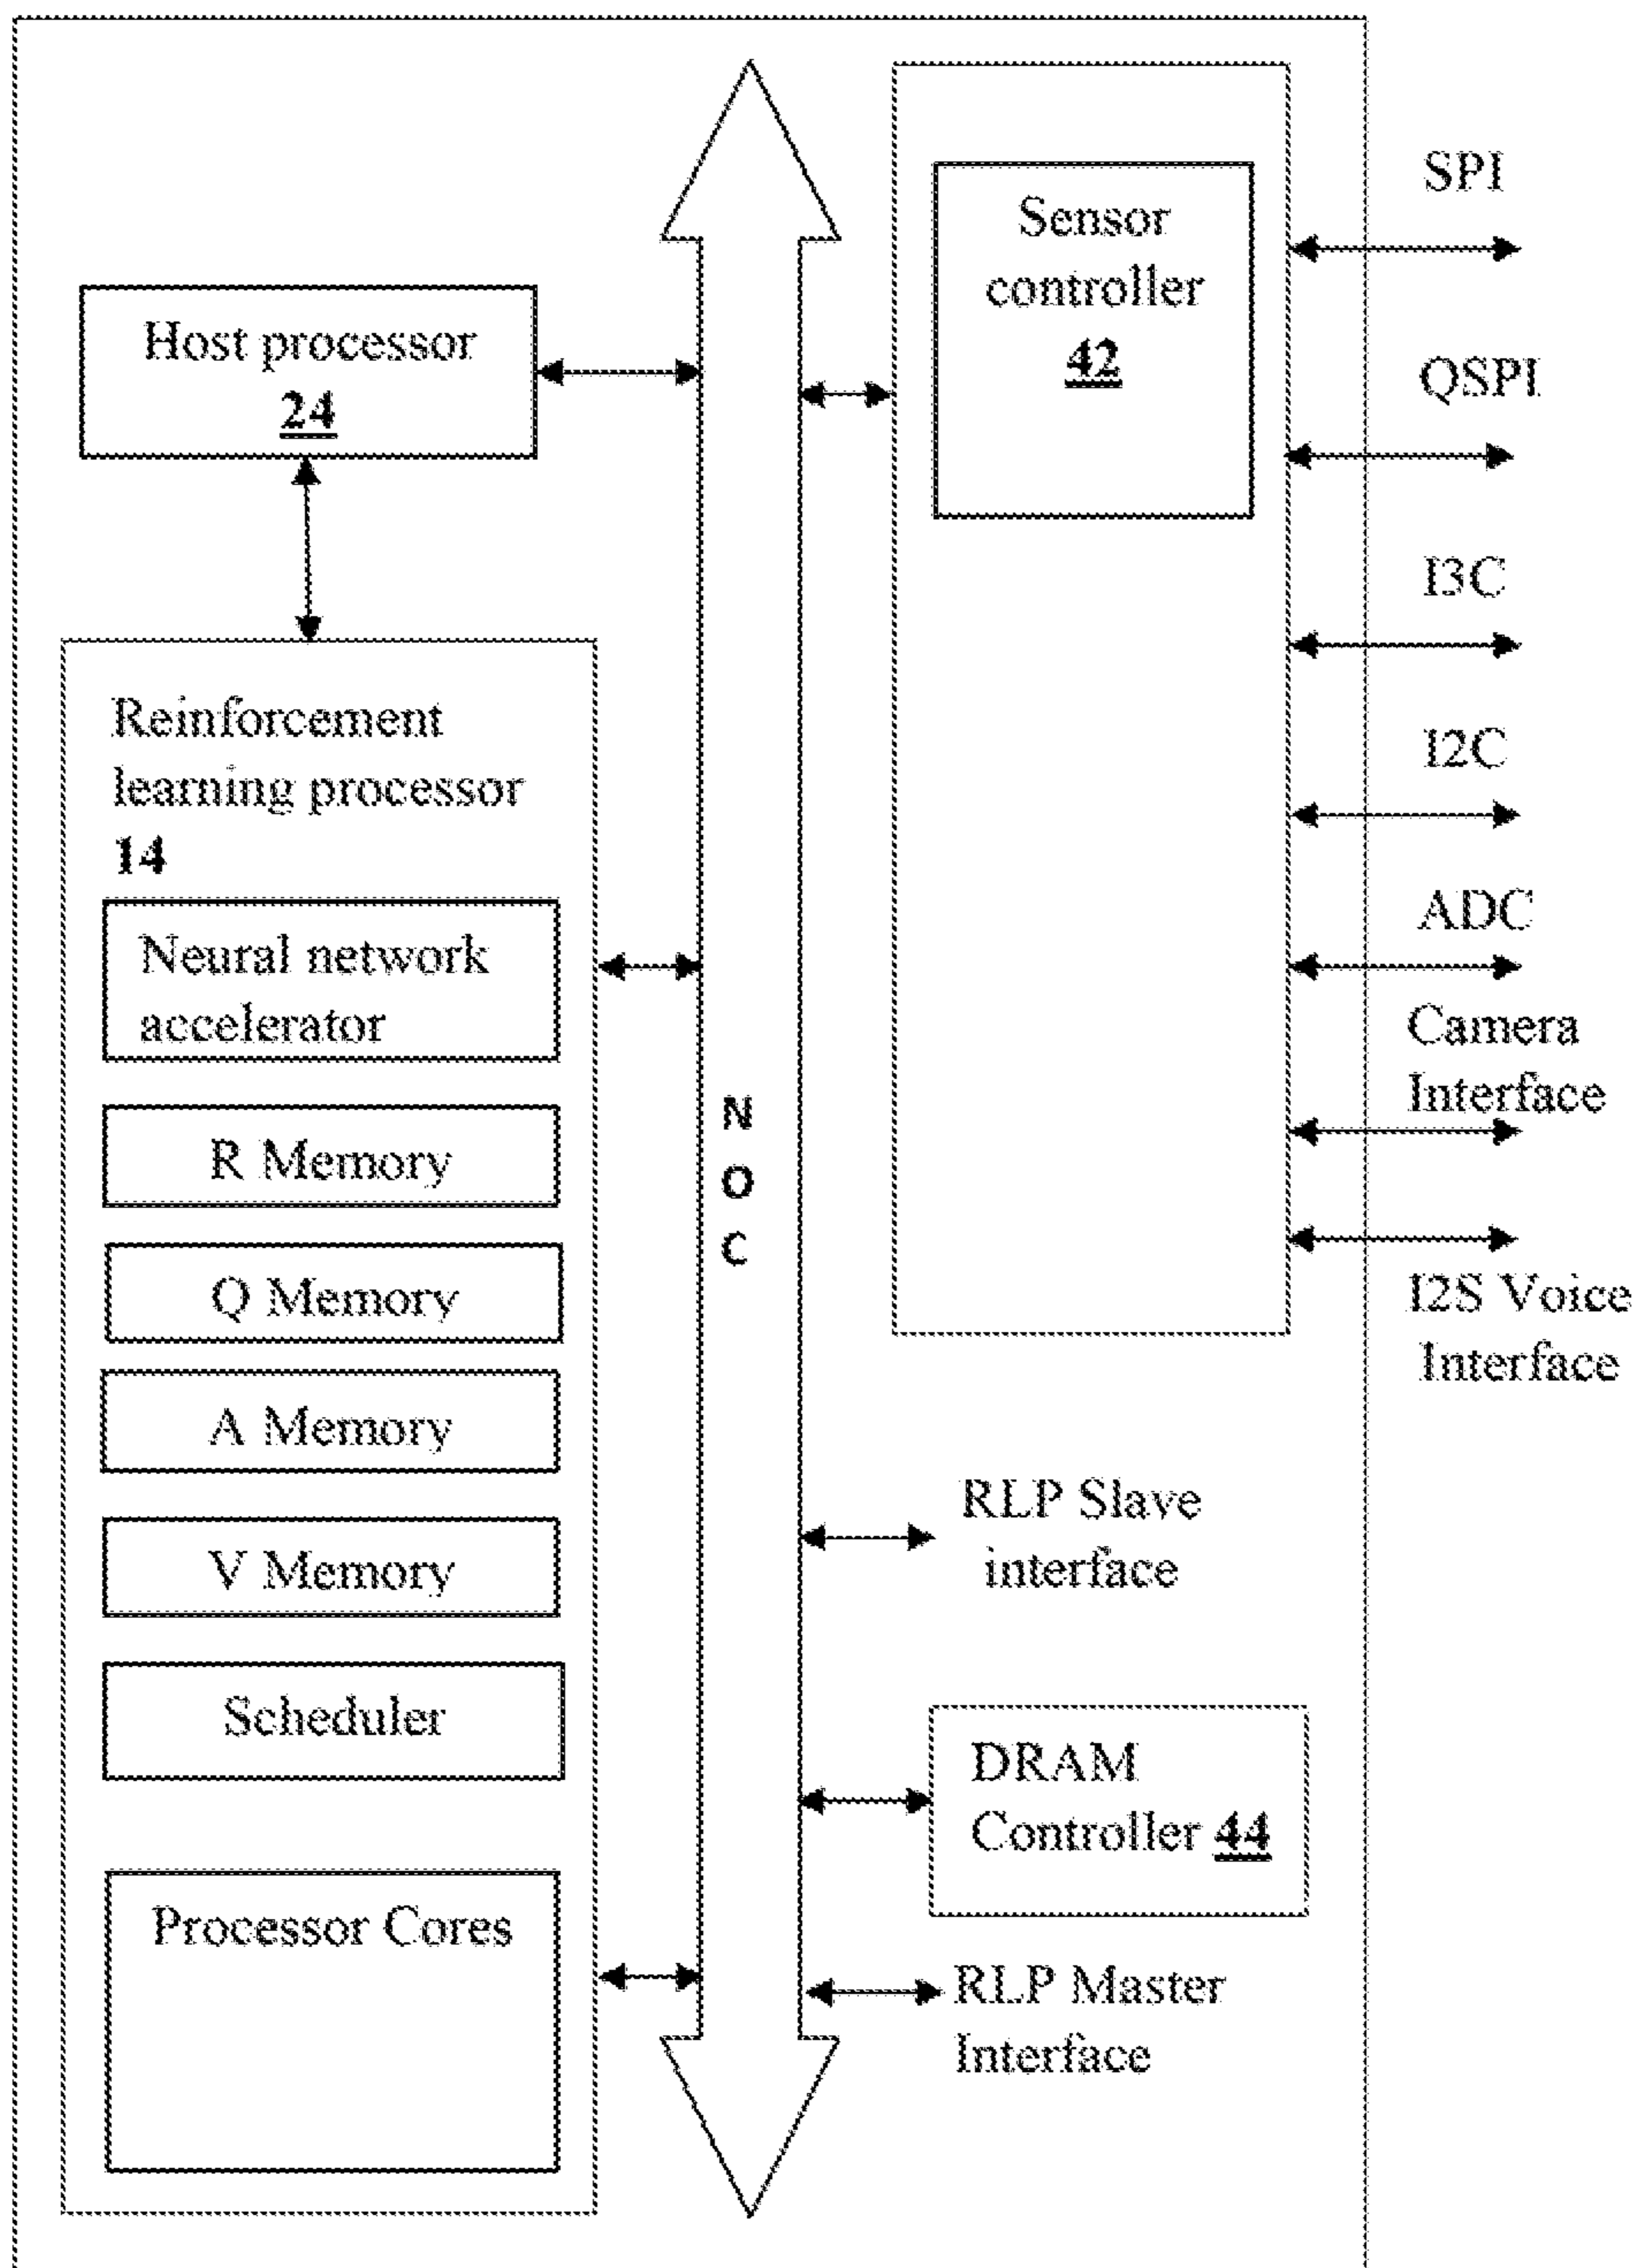 Host processor
24
Reinforcement
learning processor
14
Neural network
accelerator
R Memory
Q Memory
A Memory
V Memory
Scheduler
Processor Cores
N
O
C
Sensor
controller
42
SPI
QSPI
I3C
I2C
ADC
Camera
Interface
I2S Voice
Interface
RLP Slave
interface
DRAM
Controller 44
RLP Master
Interface